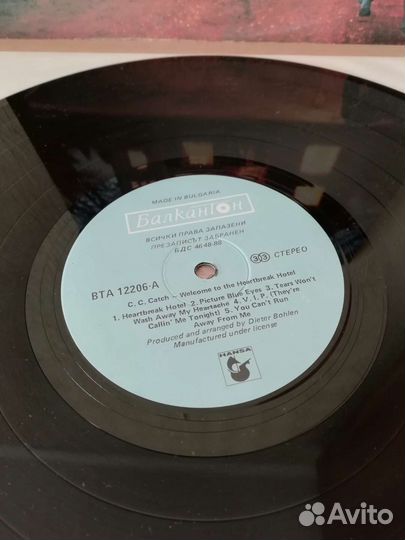 MADE IN BULGARIA
Балкантон
ВСИЧКИ ПРАВА ЗАПАЗЕНИ
ПРЕЗАПИСЪТ ЗАБРАНЕН
БДС 4648-88
ВТА 12206·А
33 СТЕРЕО
C. C. Catch – Welcome to the Heartbreak Hotel
1. Heartbreak Hotel 2. Picture Blue Eyes 3. Tears Won't
Wash Away My Heartache 4. V. I. P. (They're
Callin' Me Tonight) 5. You Can't Run
Away From Me
Produced and arranged by Dieter Bohlen
Manufactured under license
HANSA
Avito